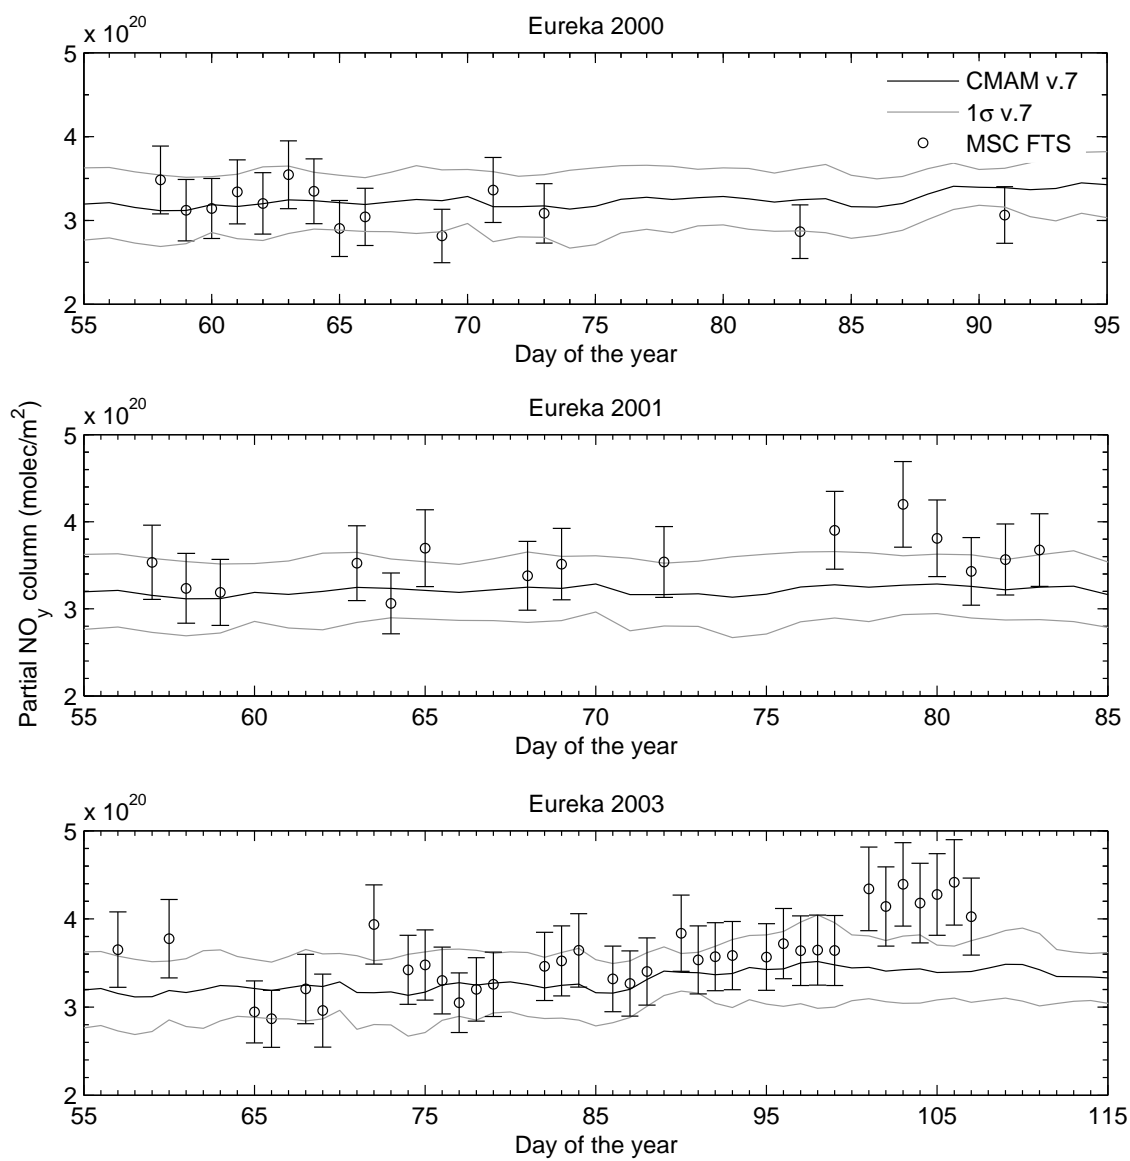 Eureka 2000
x 10^20
5
4
3
2
CMAM v.7
1σ v.7
MSC FTS
55 60 65 70 75 80 85 90 95
Day of the year
Eureka 2001
x 10^20
5
4
3
2
55 60 65 70 75 80 85
Day of the year
Partial NO_y column (molec/m^2)
Eureka 2003
x 10^20
5
4
3
2
55 65 75 85 95 105 115
Day of the year